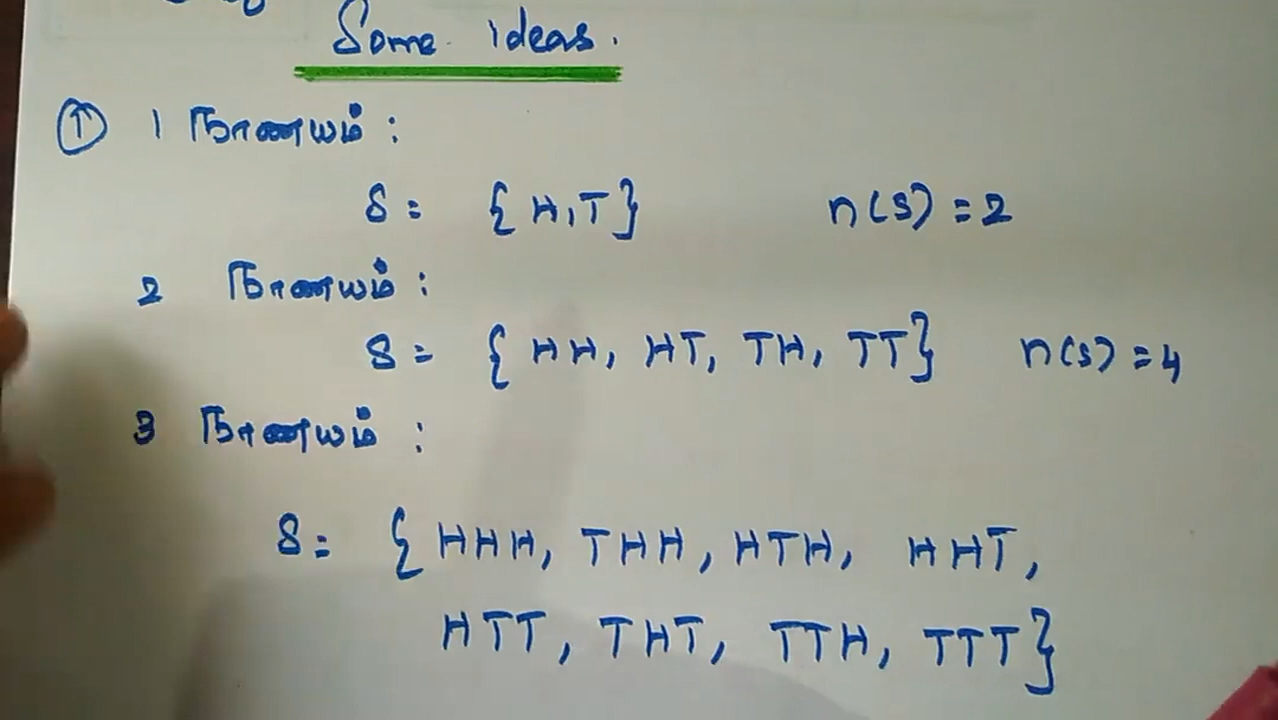 Some ideas.
① 1 நாணயம் :
S = { H, T } n(S) = 2
2 நாணயம் :
S = { HH, HT, TH, TT } n(S) = 4
3 நாணயம் :
S = { HHH, THH, HTH, HHT,
HTT, THT, TTH, TTT }